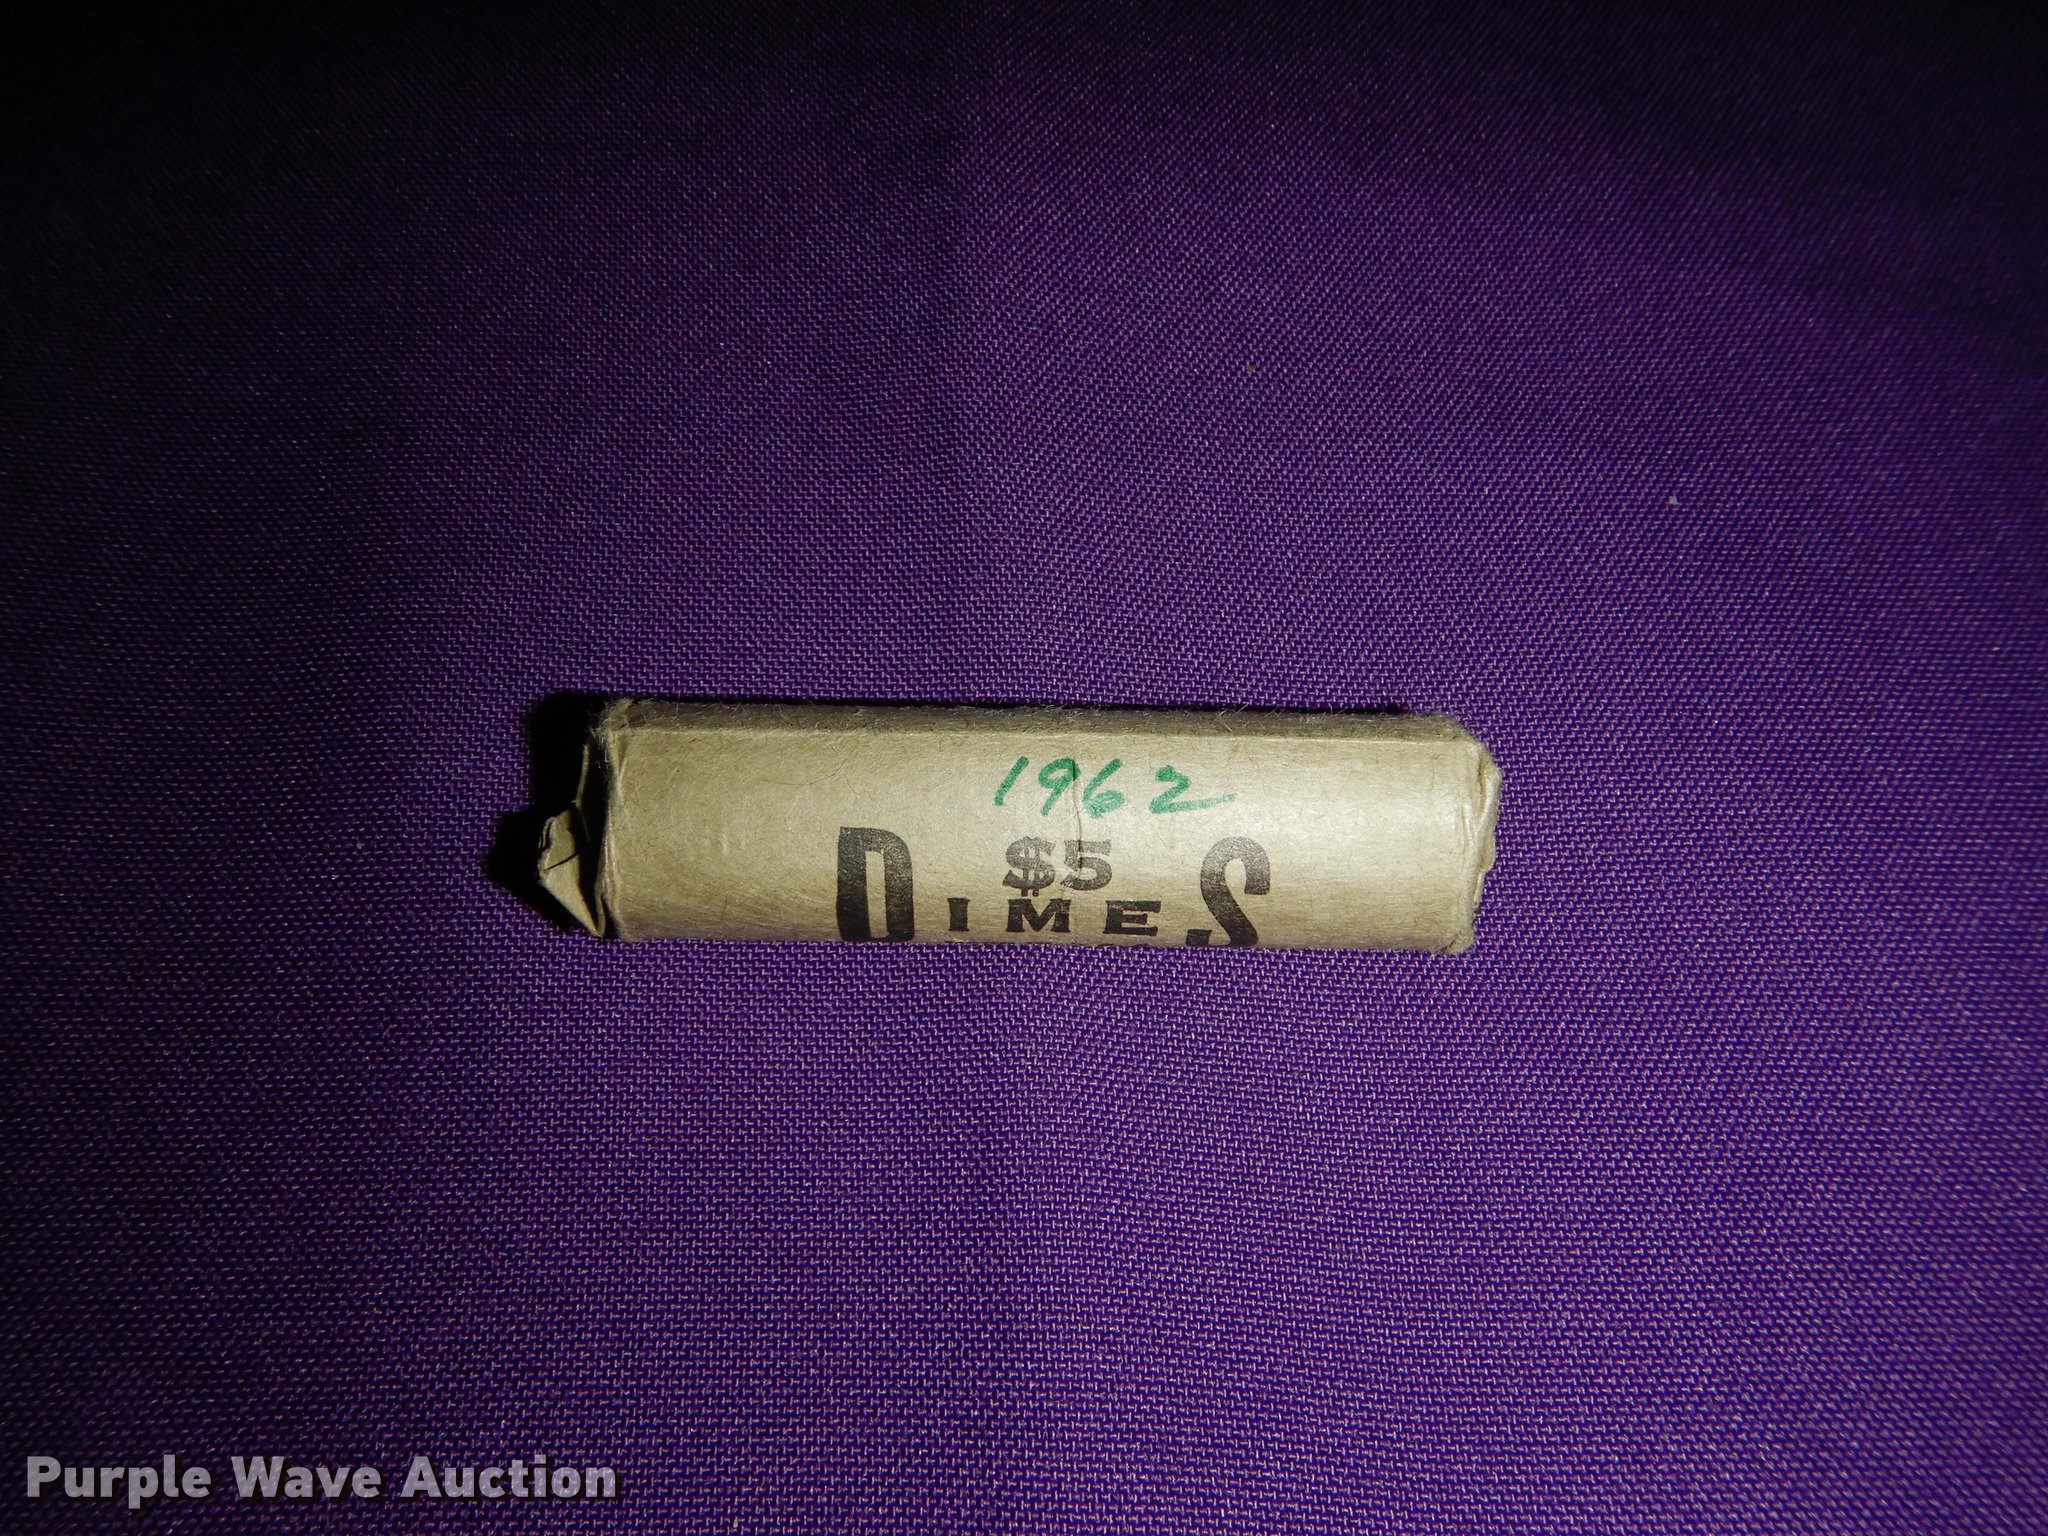 1962
$5
DIMES
Purple Wave Auction